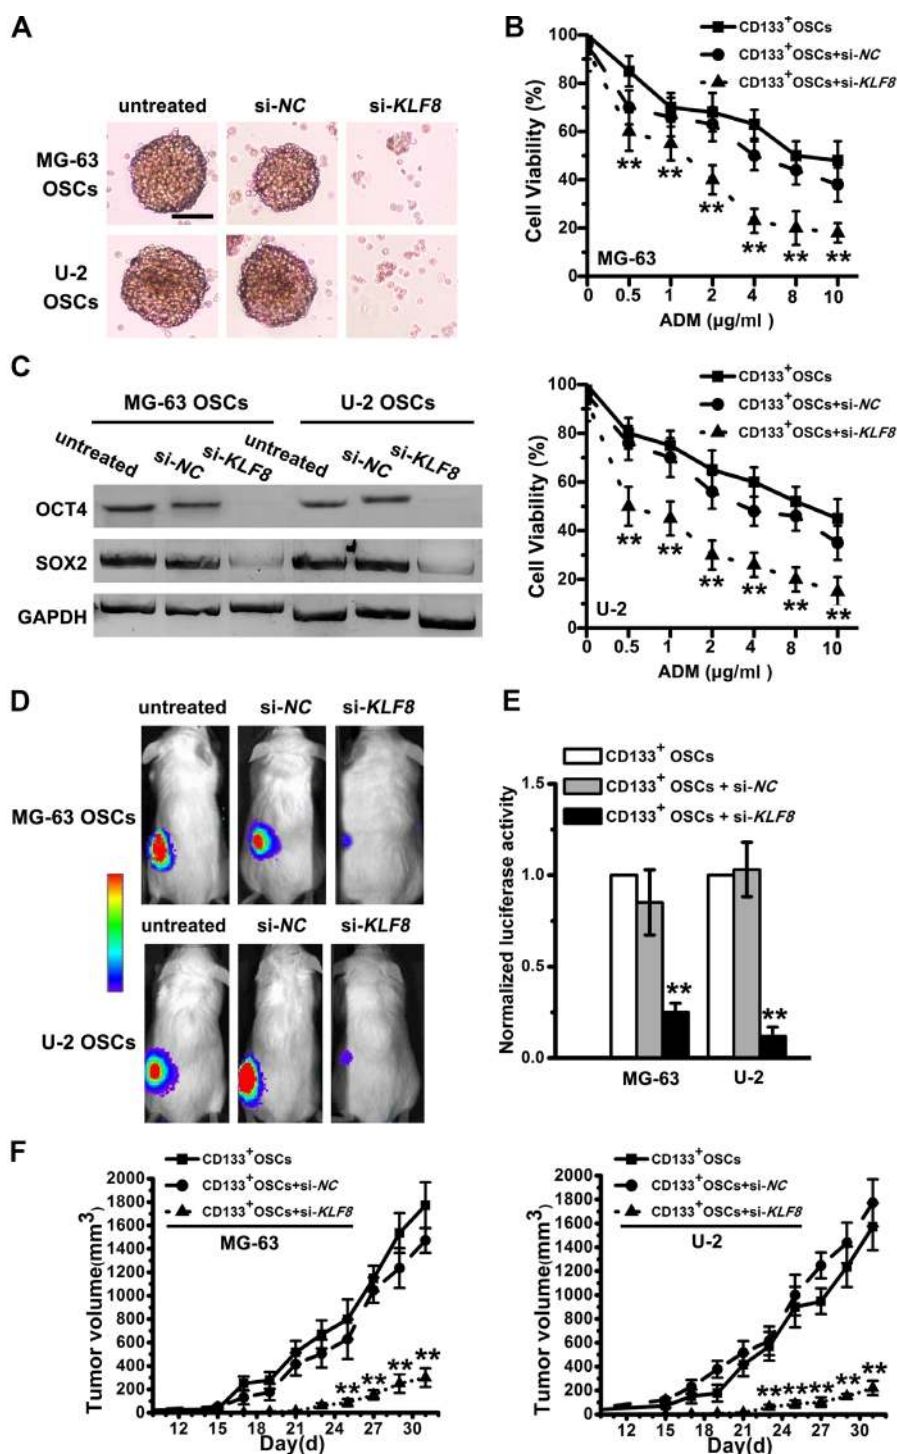 A
untreated si-NC si-KLF8
MG-63
OSCs
U-2
OSCs
B
CD133+OSCs
CD133+OSCs+si-NC
CD133+OSCs+si-KLF8
Cell Viability (%)
100
80
60
40
20
0
** ** ** ** ** **
MG-63
0 0.5 1 2 4 8 10
ADM (µg/ml )
CD133+OSCs
CD133+OSCs+si-NC
CD133+OSCs+si-KLF8
Cell Viability (%)
100
80
60
40
20
0
** ** ** ** ** **
U-2
0 0.5 1 2 4 8 10
ADM (µg/ml)
C
MG-63 OSCs U-2 OSCs
untreated si-NC si-KLF8 untreated si-NC si-KLF8
OCT4
SOX2
GAPDH
D
untreated si-NC si-KLF8
MG-63 OSCs
untreated si-NC si-KLF8
U-2 OSCs
E
CD133+ OSCs
CD133+ OSCs + si-NC
CD133+ OSCs + si-KLF8
Normalized luciferase activity
1.5
1.0
0.5
0.0
** **
MG-63 U-2
F
CD133+OSCs
CD133+OSCs+si-NC
CD133+OSCs+si-KLF8
MG-63
Tumor volume(mm3)
2000
1800
1600
1400
1200
1000
800
600
400
200
0
** ** ** **
12 15 18 21 24 27 30
Day(d)
CD133+OSCs
CD133+OSCs+si-NC
CD133+OSCs+si-KLF8
U-2
Tumor volume(mm3)
2000
1800
1600
1400
1200
1000
800
600
400
200
0
** ** ** ** **
12 15 18 21 24 27 30
Day(d)